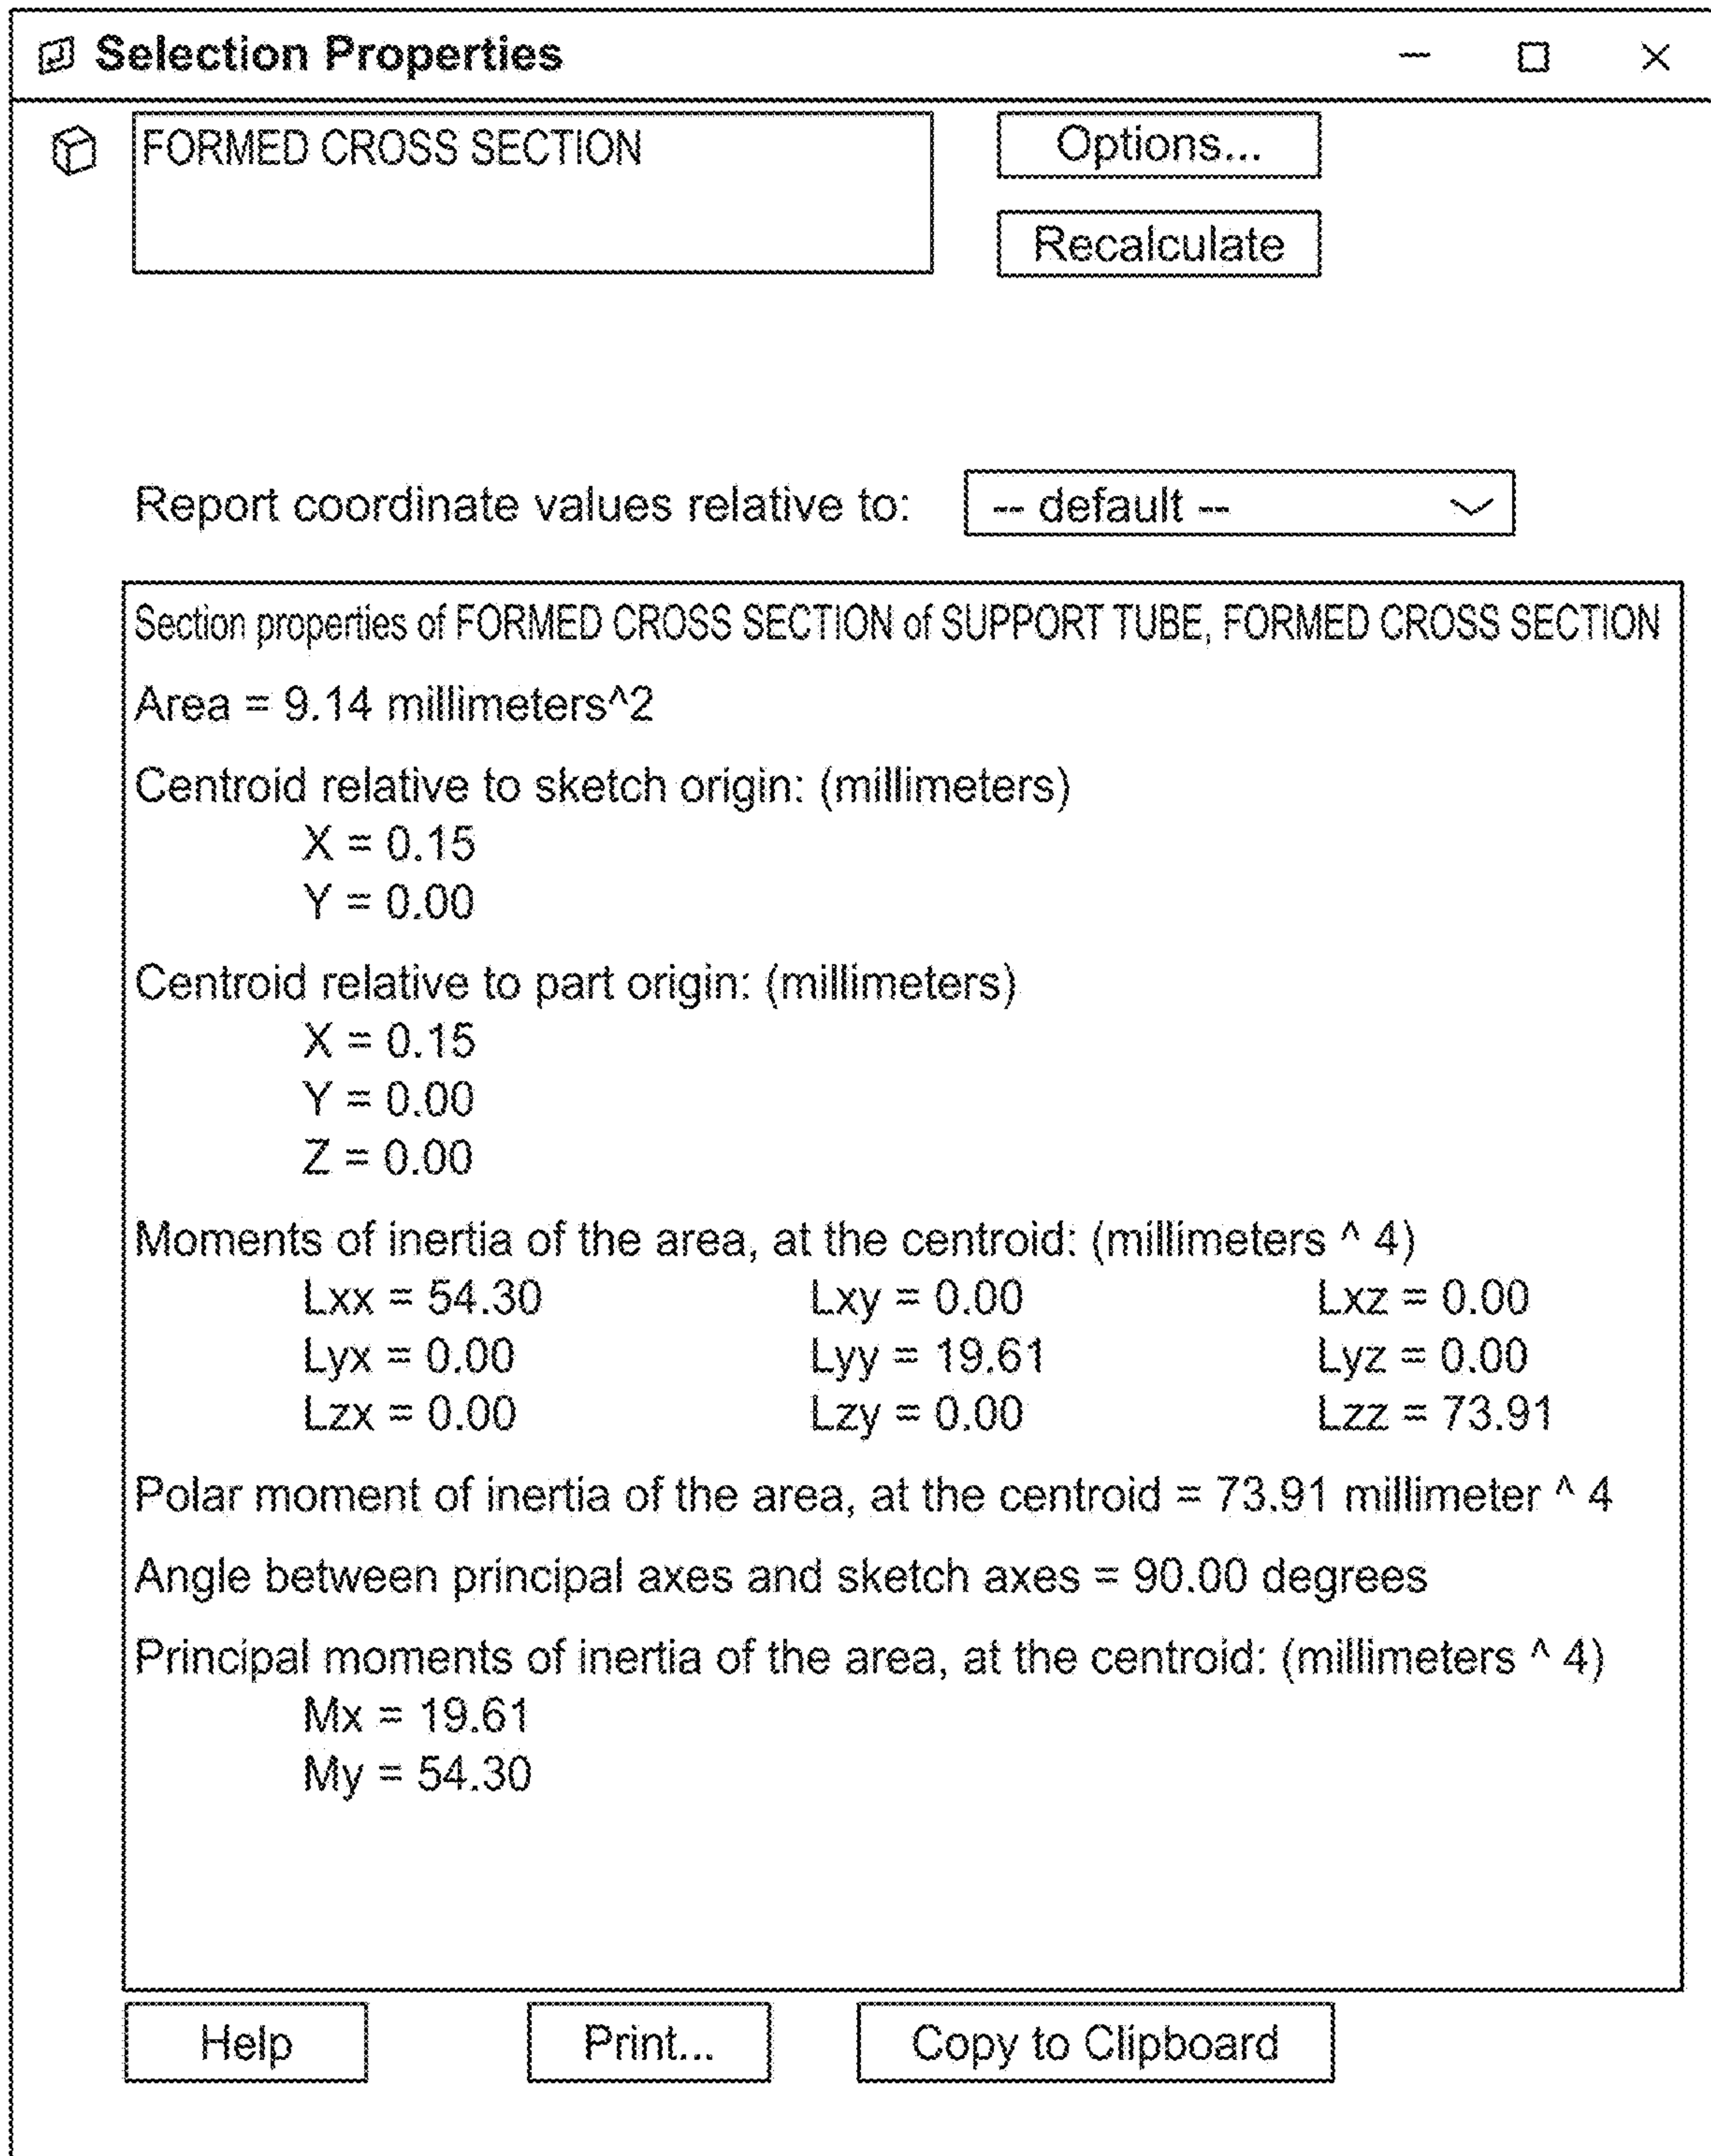 Selection Properties
FORMED CROSS SECTION
Options...
Recalculate
Report coordinate values relative to: -- default --
Section properties of FORMED CROSS SECTION of SUPPORT TUBE, FORMED CROSS SECTION
Area = 9.14 millimeters^2
Centroid relative to sketch origin: (millimeters)
X = 0.15
Y = 0.00
Centroid relative to part origin: (millimeters)
X = 0.15
Y = 0.00
Z = 0.00
Moments of inertia of the area, at the centroid: (millimeters ^ 4)
Lxx = 54.30 Lxy = 0.00 Lxz = 0.00
Lyx = 0.00 Lyy = 19.61 Lyz = 0.00
Lzx = 0.00 Lzy = 0.00 Lzz = 73.91
Polar moment of inertia of the area, at the centroid = 73.91 millimeter ^ 4
Angle between principal axes and sketch axes = 90.00 degrees
Principal moments of inertia of the area, at the centroid: (millimeters ^ 4)
Mx = 19.61
My = 54.30
Help Print... Copy to Clipboard